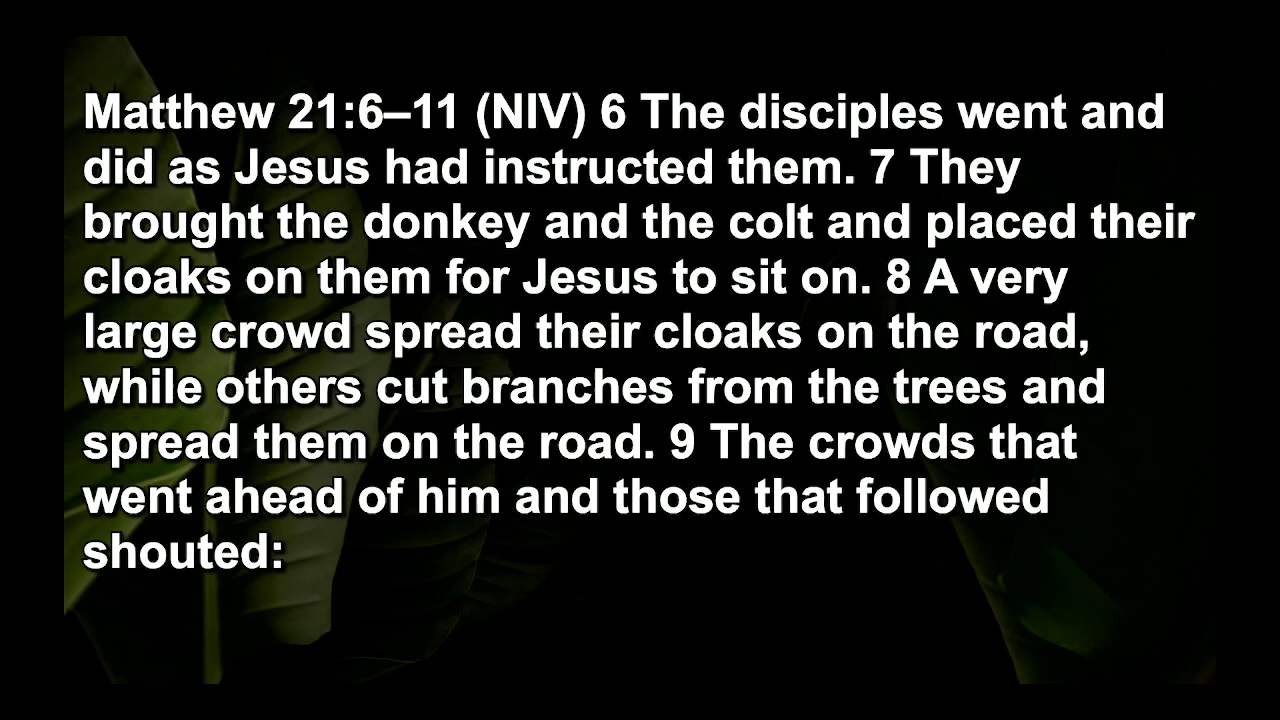 Matthew 21:6–11 (NIV) 6 The disciples went and
did as Jesus had instructed them. 7 They
brought the donkey and the colt and placed their
cloaks on them for Jesus to sit on. 8 A very
large crowd spread their cloaks on the road,
while others cut branches from the trees and
spread them on the road. 9 The crowds that
went ahead of him and those that followed
shouted: